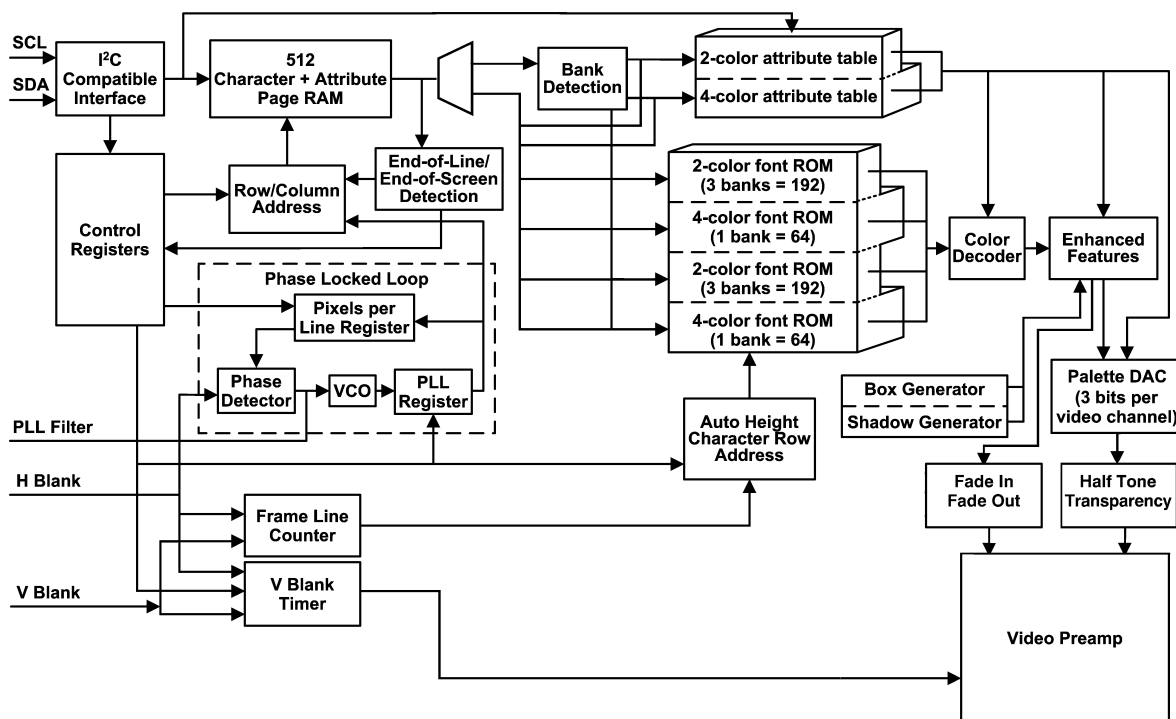 SCL
SDA
I²C
Compatible
Interface
512
Character + Attribute
Page RAM
Bank
Detection
2-color attribute table
4-color attribute table
Control
Registers
Row/Column
Address
End-of-Line/
End-of-Screen
Detection
2-color font ROM
(3 banks = 192)
4-color font ROM
(1 bank = 64)
2-color font ROM
(3 banks = 192)
4-color font ROM
(1 bank = 64)
Color
Decoder
Enhanced
Features
Phase Locked Loop
Pixels per
Line Register
Phase
Detector
VCO
PLL
Register
PLL Filter
H Blank
V Blank
Auto Height
Character Row
Address
Box Generator
Shadow Generator
Palette DAC
(3 bits per
video channel)
Frame Line
Counter
V Blank
Timer
Fade In
Fade Out
Half Tone
Transparency
Video Preamp